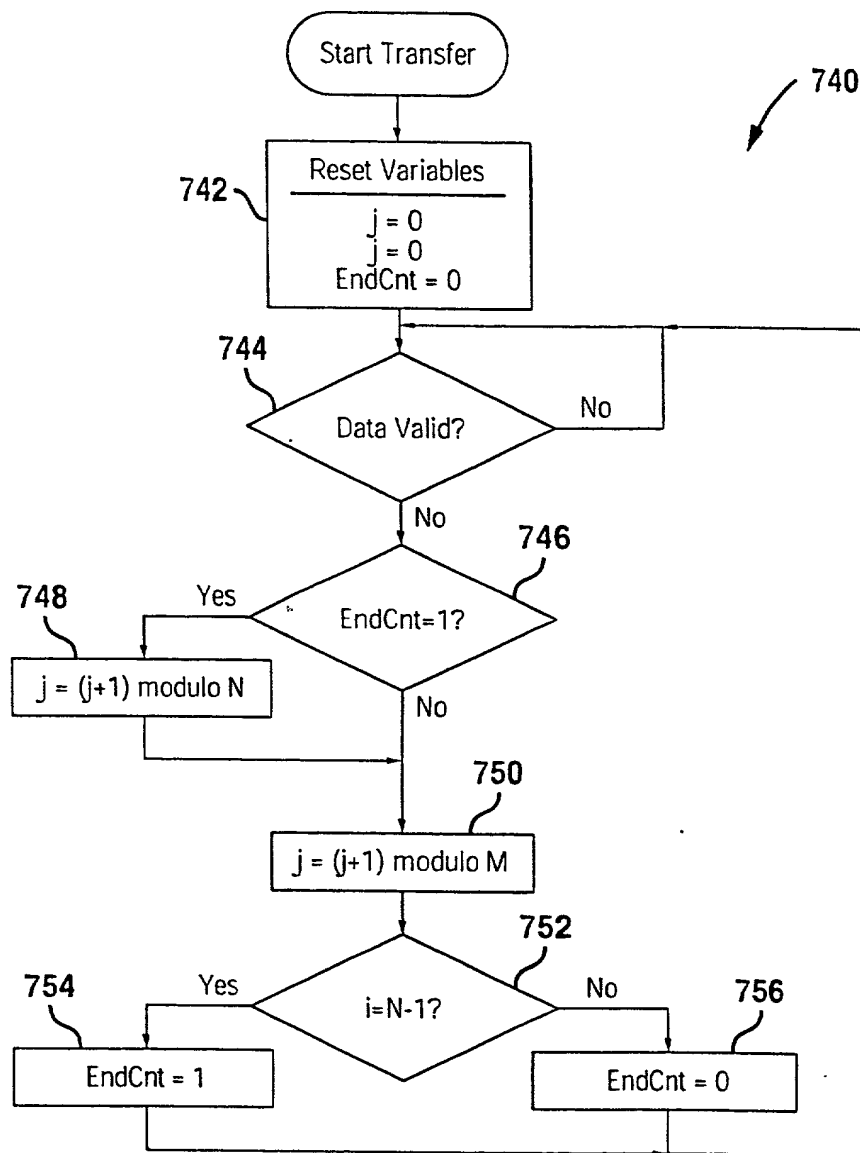 Start Transfer
740
Reset Variables
742
j = 0
j = 0
EndCnt = 0
744
Data Valid?
No
No
746
748
Yes
EndCnt=1?
j = (j+1) modulo N
No
750
j = (j+1) modulo M
752
754
Yes
i=N-1?
No
756
EndCnt = 1
EndCnt = 0